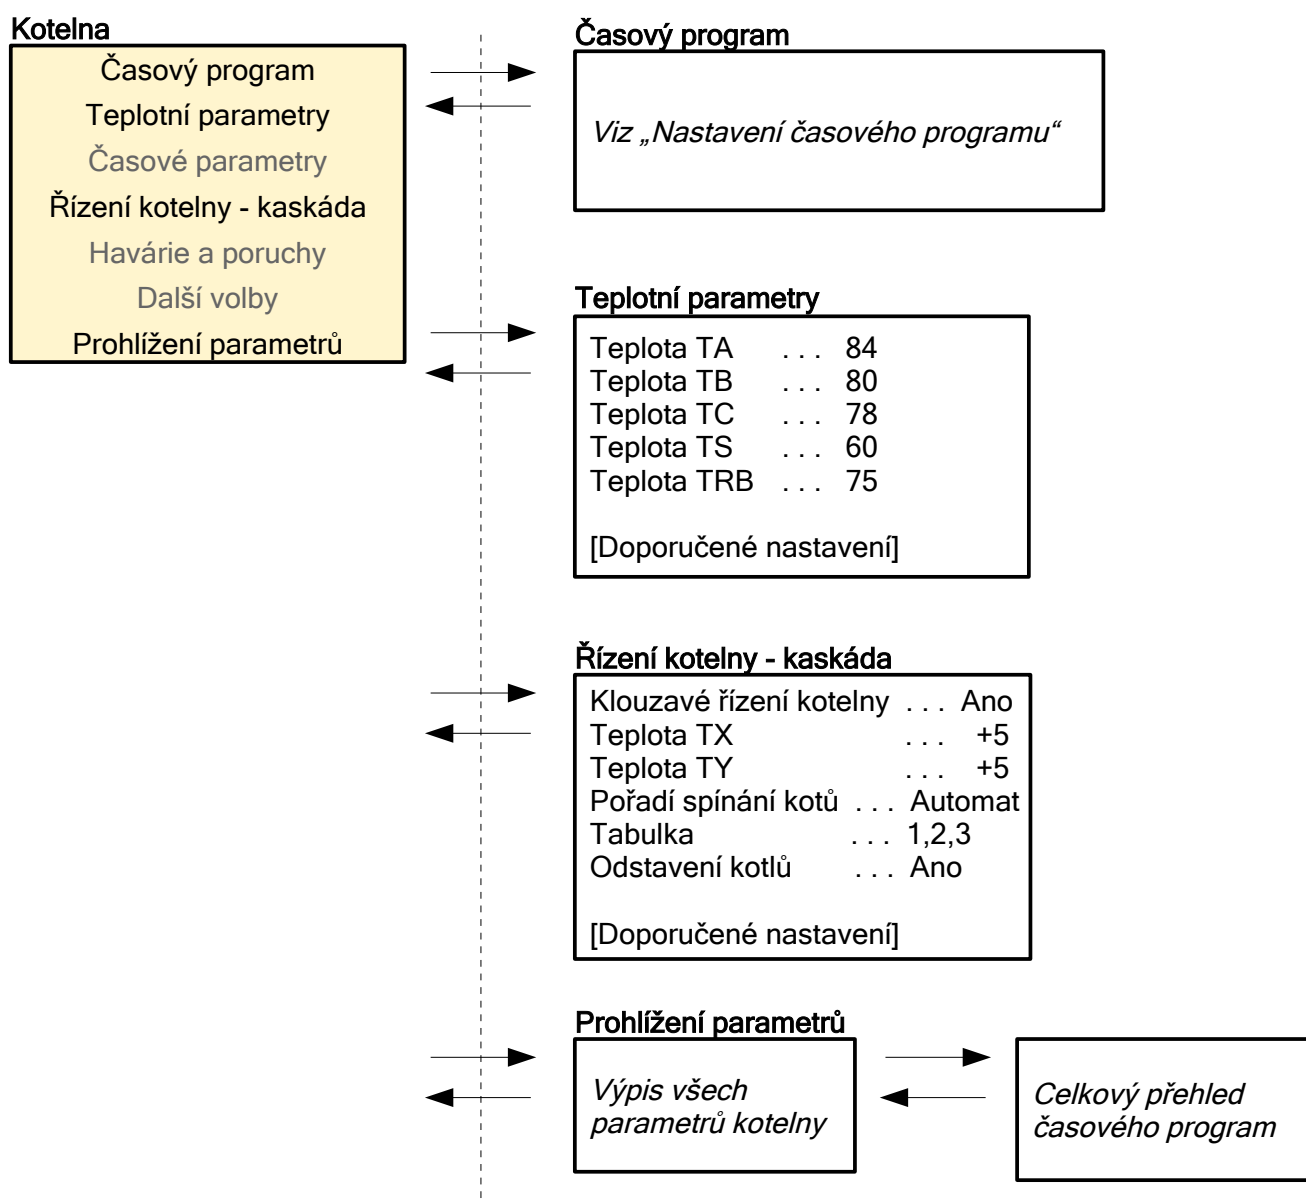 Kotelna
Časový program
Teplotní parametry
Časové parametry
Řízení kotelny - kaskáda
Havárie a poruchy
Další volby
Prohlížení parametrů
Časový program
Viz „Nastavení časového programu“
Teplotní parametry
Teplota TA . . . 84
Teplota TB . . . 80
Teplota TC . . . 78
Teplota TS . . . 60
Teplota TRB . . . 75
[Doporučené nastavení]
Řízení kotelny - kaskáda
Klouzavé řízení kotelny . . . Ano
Teplota TX . . . +5
Teplota TY . . . +5
Pořadí spínání kotů . . . Automat
Tabulka . . . 1,2,3
Odstavení kotlů . . . Ano
[Doporučené nastavení]
Prohlížení parametrů
Výpis všech
parametrů kotelny
Celkový přehled
časového program